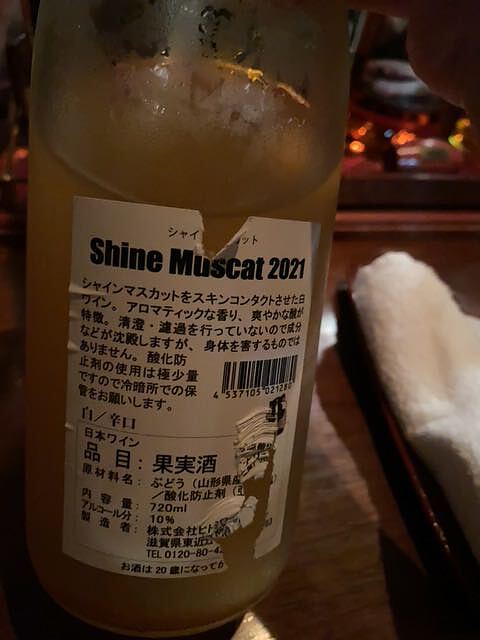 シャイ ット
Shine Muscat 2021
シャインマスカットをスキンコンタクトさせた白
ワイン。アロマティックな香り、爽やかな酸が
特徴。清澄・濾過を行っていないので成分
などが沈殿しますが、身体を害するものでは
ありません。酸化防
止剤の使用は極少量
ですので冷暗所での保
管をお願いします。
4 537105 021280
白/辛口
日本ワイン
品目:果実酒
原材料名:ぶどう(山形県産
/酸化防止剤(
内容量:720ml
アルコール分:10%
製造者:株式会社ヒト
滋賀県東近
TEL 0120-80-4
お酒は20歳になってか